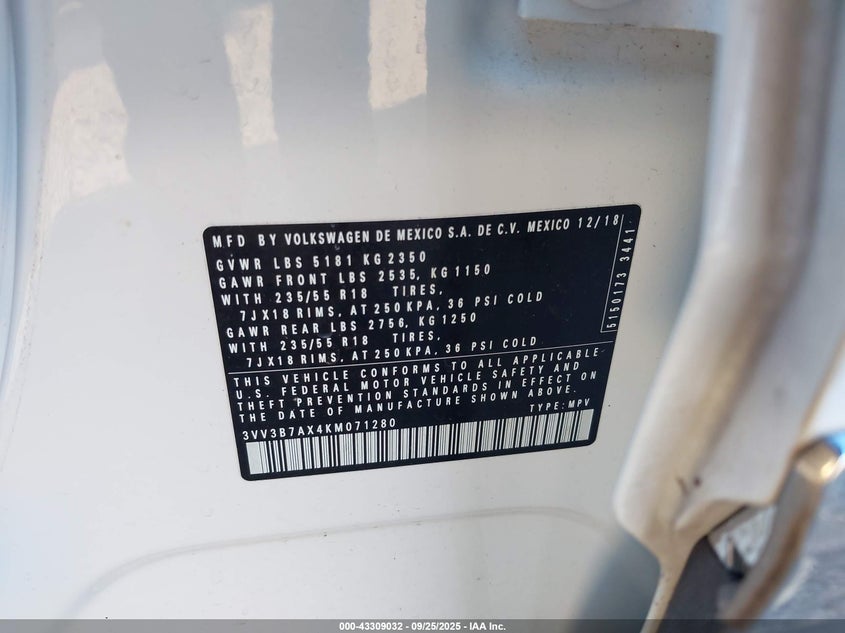 MFD BY VOLKSWAGEN DE MEXICO S.A. DE C.V. MEXICO 12/18
GVWR LBS 5181 KG 2350
GAWR FRONT LBS 2535, KG 1150
WITH 235/55 R18 TIRES,
7JX18 RIMS, AT 250 KPA, 36 PSI COLD
GAWR REAR LBS 2756, KG 1250
WITH 235/55 R18 TIRES,
7JX18 RIMS, AT 250 KPA, 36 PSI COLD
5150173 3441
THIS VEHICLE CONFORMS TO ALL APPLICABLE
U.S. FEDERAL MOTOR VEHICLE SAFETY AND
THEFT PREVENTION STANDARDS IN EFFECT ON
THE DATE OF MANUFACTURE SHOWN ABOVE.
3VV3B7AX4KM071280 TYPE: MPV
000-43309032 - 09/25/2025 - IAA Inc.